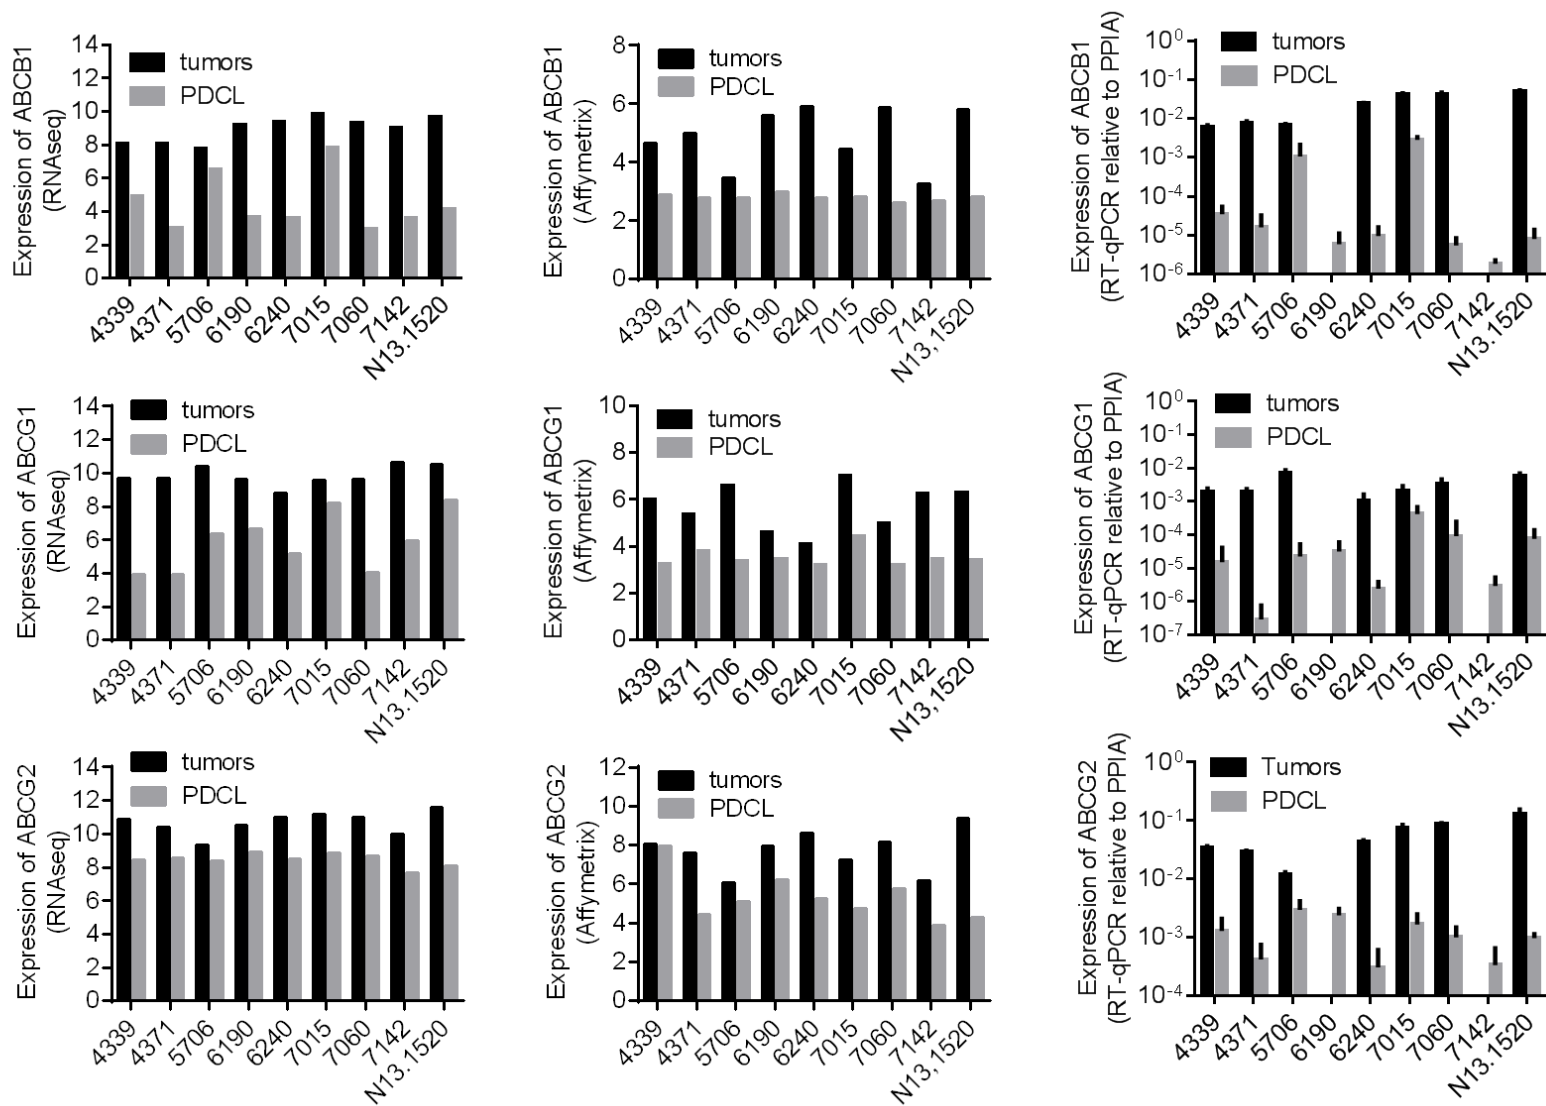 Expression of ABCB1
(RNAseq)
14
12
10
8
6
4
2
0
tumors
PDCL
4339
4371
5706
6190
6240
7015
7060
7142
N13.1520
Expression of ABCB1
(Affymetrix)
8
6
4
2
0
tumors
PDCL
4339
4371
5706
6190
6240
7015
7060
7142
N13,1520
Expression of ABCB1
(RT-qPCR relative to PPIA)
10⁰
10⁻¹
10⁻²
10⁻³
10⁻⁴
10⁻⁵
10⁻⁶
tumors
PDCL
4339
4371
5706
6190
6240
7015
7060
7142
N13.1520
Expression of ABCG1
(RNAseq)
14
12
10
8
6
4
2
0
tumors
PDCL
4339
4371
5706
6190
6240
7015
7060
7142
N13.1520
Expression of ABCG1
(Affymetrix)
10
8
6
4
2
0
tumors
PDCL
4339
4371
5706
6190
6240
7015
7060
7142
N13,1520
Expression of ABCG1
(RT-qPCR relative to PPIA)
10⁰
10⁻¹
10⁻²
10⁻³
10⁻⁴
10⁻⁵
10⁻⁶
10⁻⁷
tumors
PDCL
4339
4371
5706
6190
6240
7015
7060
7142
N13.1520
Expression of ABCG2
(RNAseq)
14
12
10
8
6
4
2
0
tumors
PDCL
4339
4371
5706
6190
6240
7015
7060
7142
N13.1520
Expression of ABCG2
(Affymetrix)
12
10
8
6
4
2
0
tumors
PDCL
4339
4371
5706
6190
6240
7015
7060
7142
N13,1520
Expression of ABCG2
(RT-qPCR relative to PPIA)
10⁰
10⁻¹
10⁻²
10⁻³
10⁻⁴
Tumors
PDCL
4339
4371
5706
6190
6240
7015
7060
7142
N13.1520